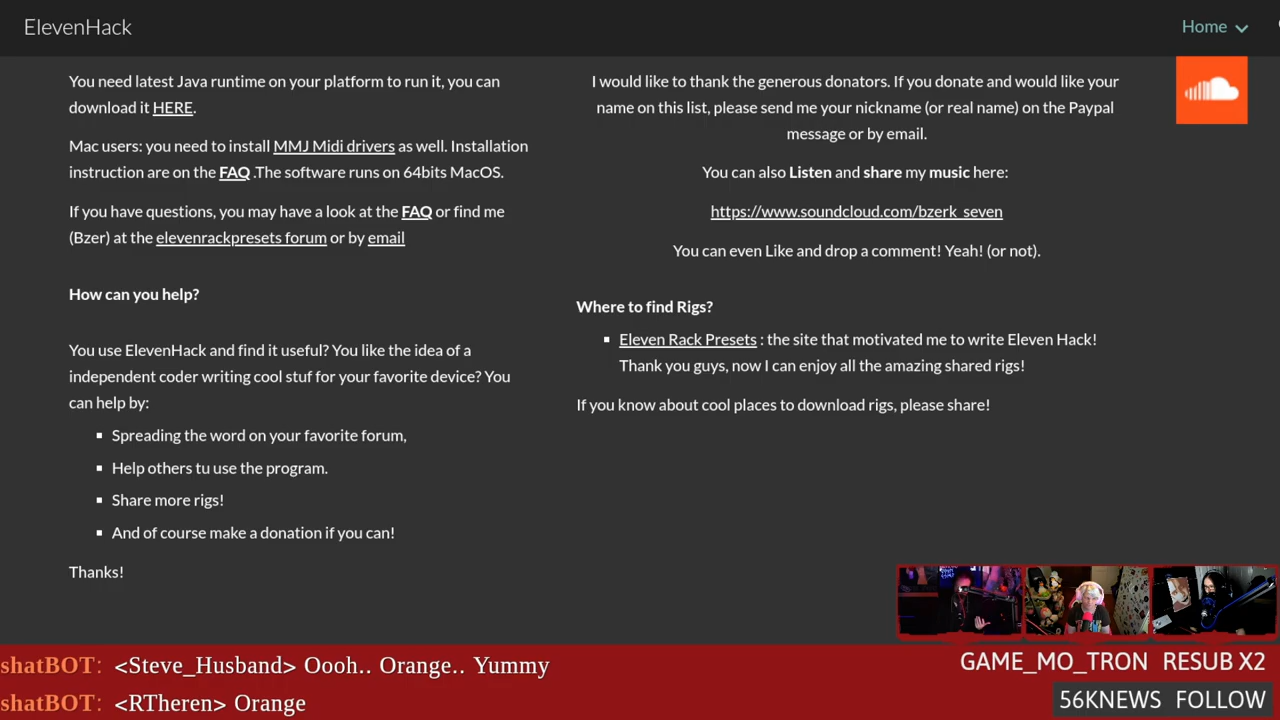 ElevenHack
Home
You need latest Java runtime on your platform to run it, you can
download it HERE.
Mac users: you need to install MMJ Midi drivers as well. Installation
instruction are on the FAQ .The software runs on 64bits MacOS.
If you have questions, you may have a look at the FAQ or find me
(Bzer) at the elevenrackpresets forum or by email
How can you help?
You use ElevenHack and find it useful? You like the idea of a
independent coder writing cool stuf for your favorite device? You
can help by:
Spreading the word on your favorite forum,
Help others tu use the program.
Share more rigs!
And of course make a donation if you can!
Thanks!
I would like to thank the generous donators. If you donate and would like your
name on this list, please send me your nickname (or real name) on the Paypal
message or by email.
You can also Listen and share my music here:
https://www.soundcloud.com/bzerk_seven
You can even Like and drop a comment! Yeah! (or not).
Where to find Rigs?
Eleven Rack Presets : the site that motivated me to write Eleven Hack!
Thank you guys, now I can enjoy all the amazing shared rigs!
If you know about cool places to download rigs, please share!
shatBOT: <Steve_Husband> Oooh.. Orange.. Yummy
shatBOT: <RTheren> Orange
GAME_MO_TRON RESUB X2
56KNEWS FOLLOW